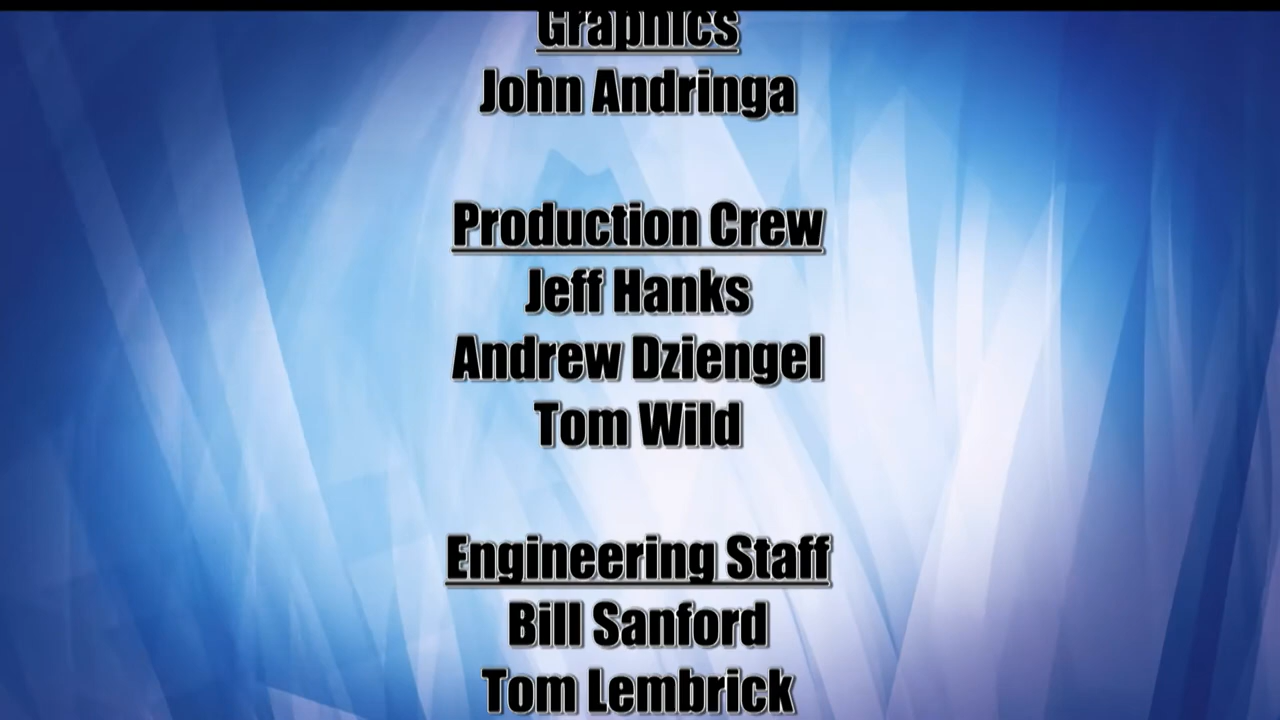 Graphics
John Andringa
Production Crew
Jeff Hanks
Andrew Dziengel
Tom Wild
Engineering Staff
Bill Sanford
Tom Lembrick